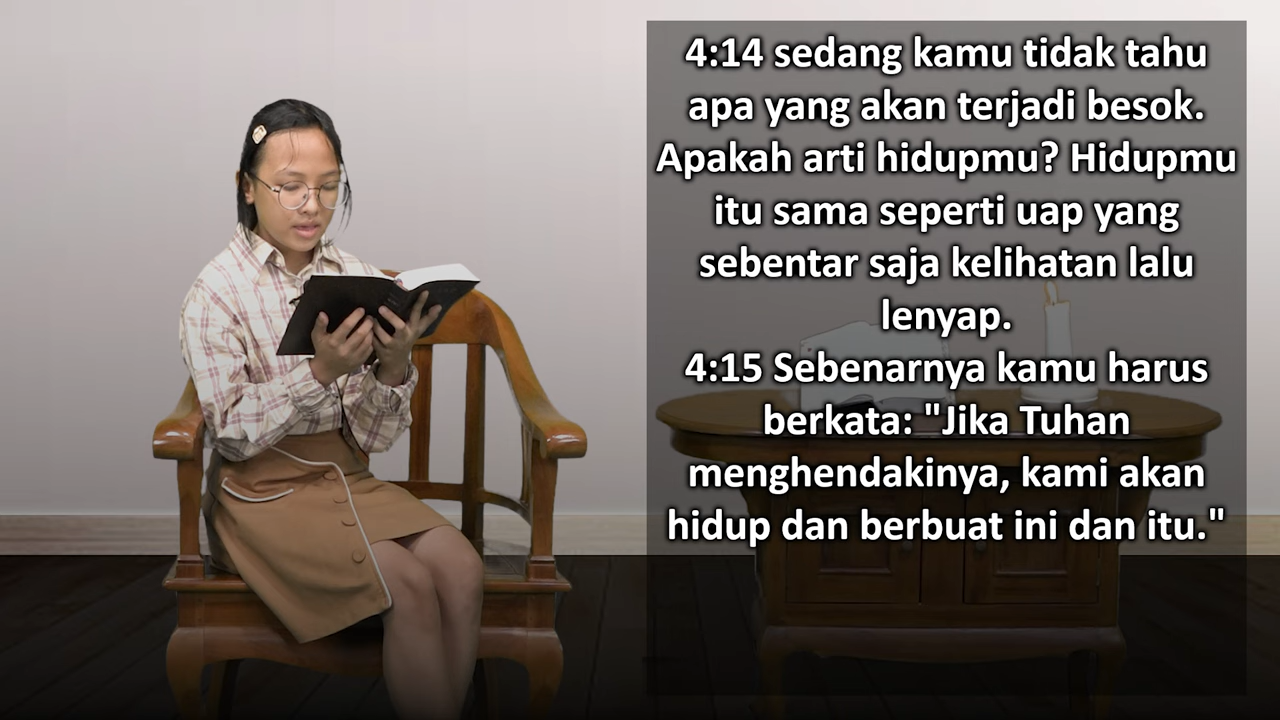 4:14 sedang kamu tidak tahu
apa yang akan terjadi besok.
Apakah arti hidupmu? Hidupmu
itu sama seperti uap yang
sebentar saja kelihatan lalu
lenyap.
4:15 Sebenarnya kamu harus
berkata: "Jika Tuhan
menghendakinya, kami akan
hidup dan berbuat ini dan itu."